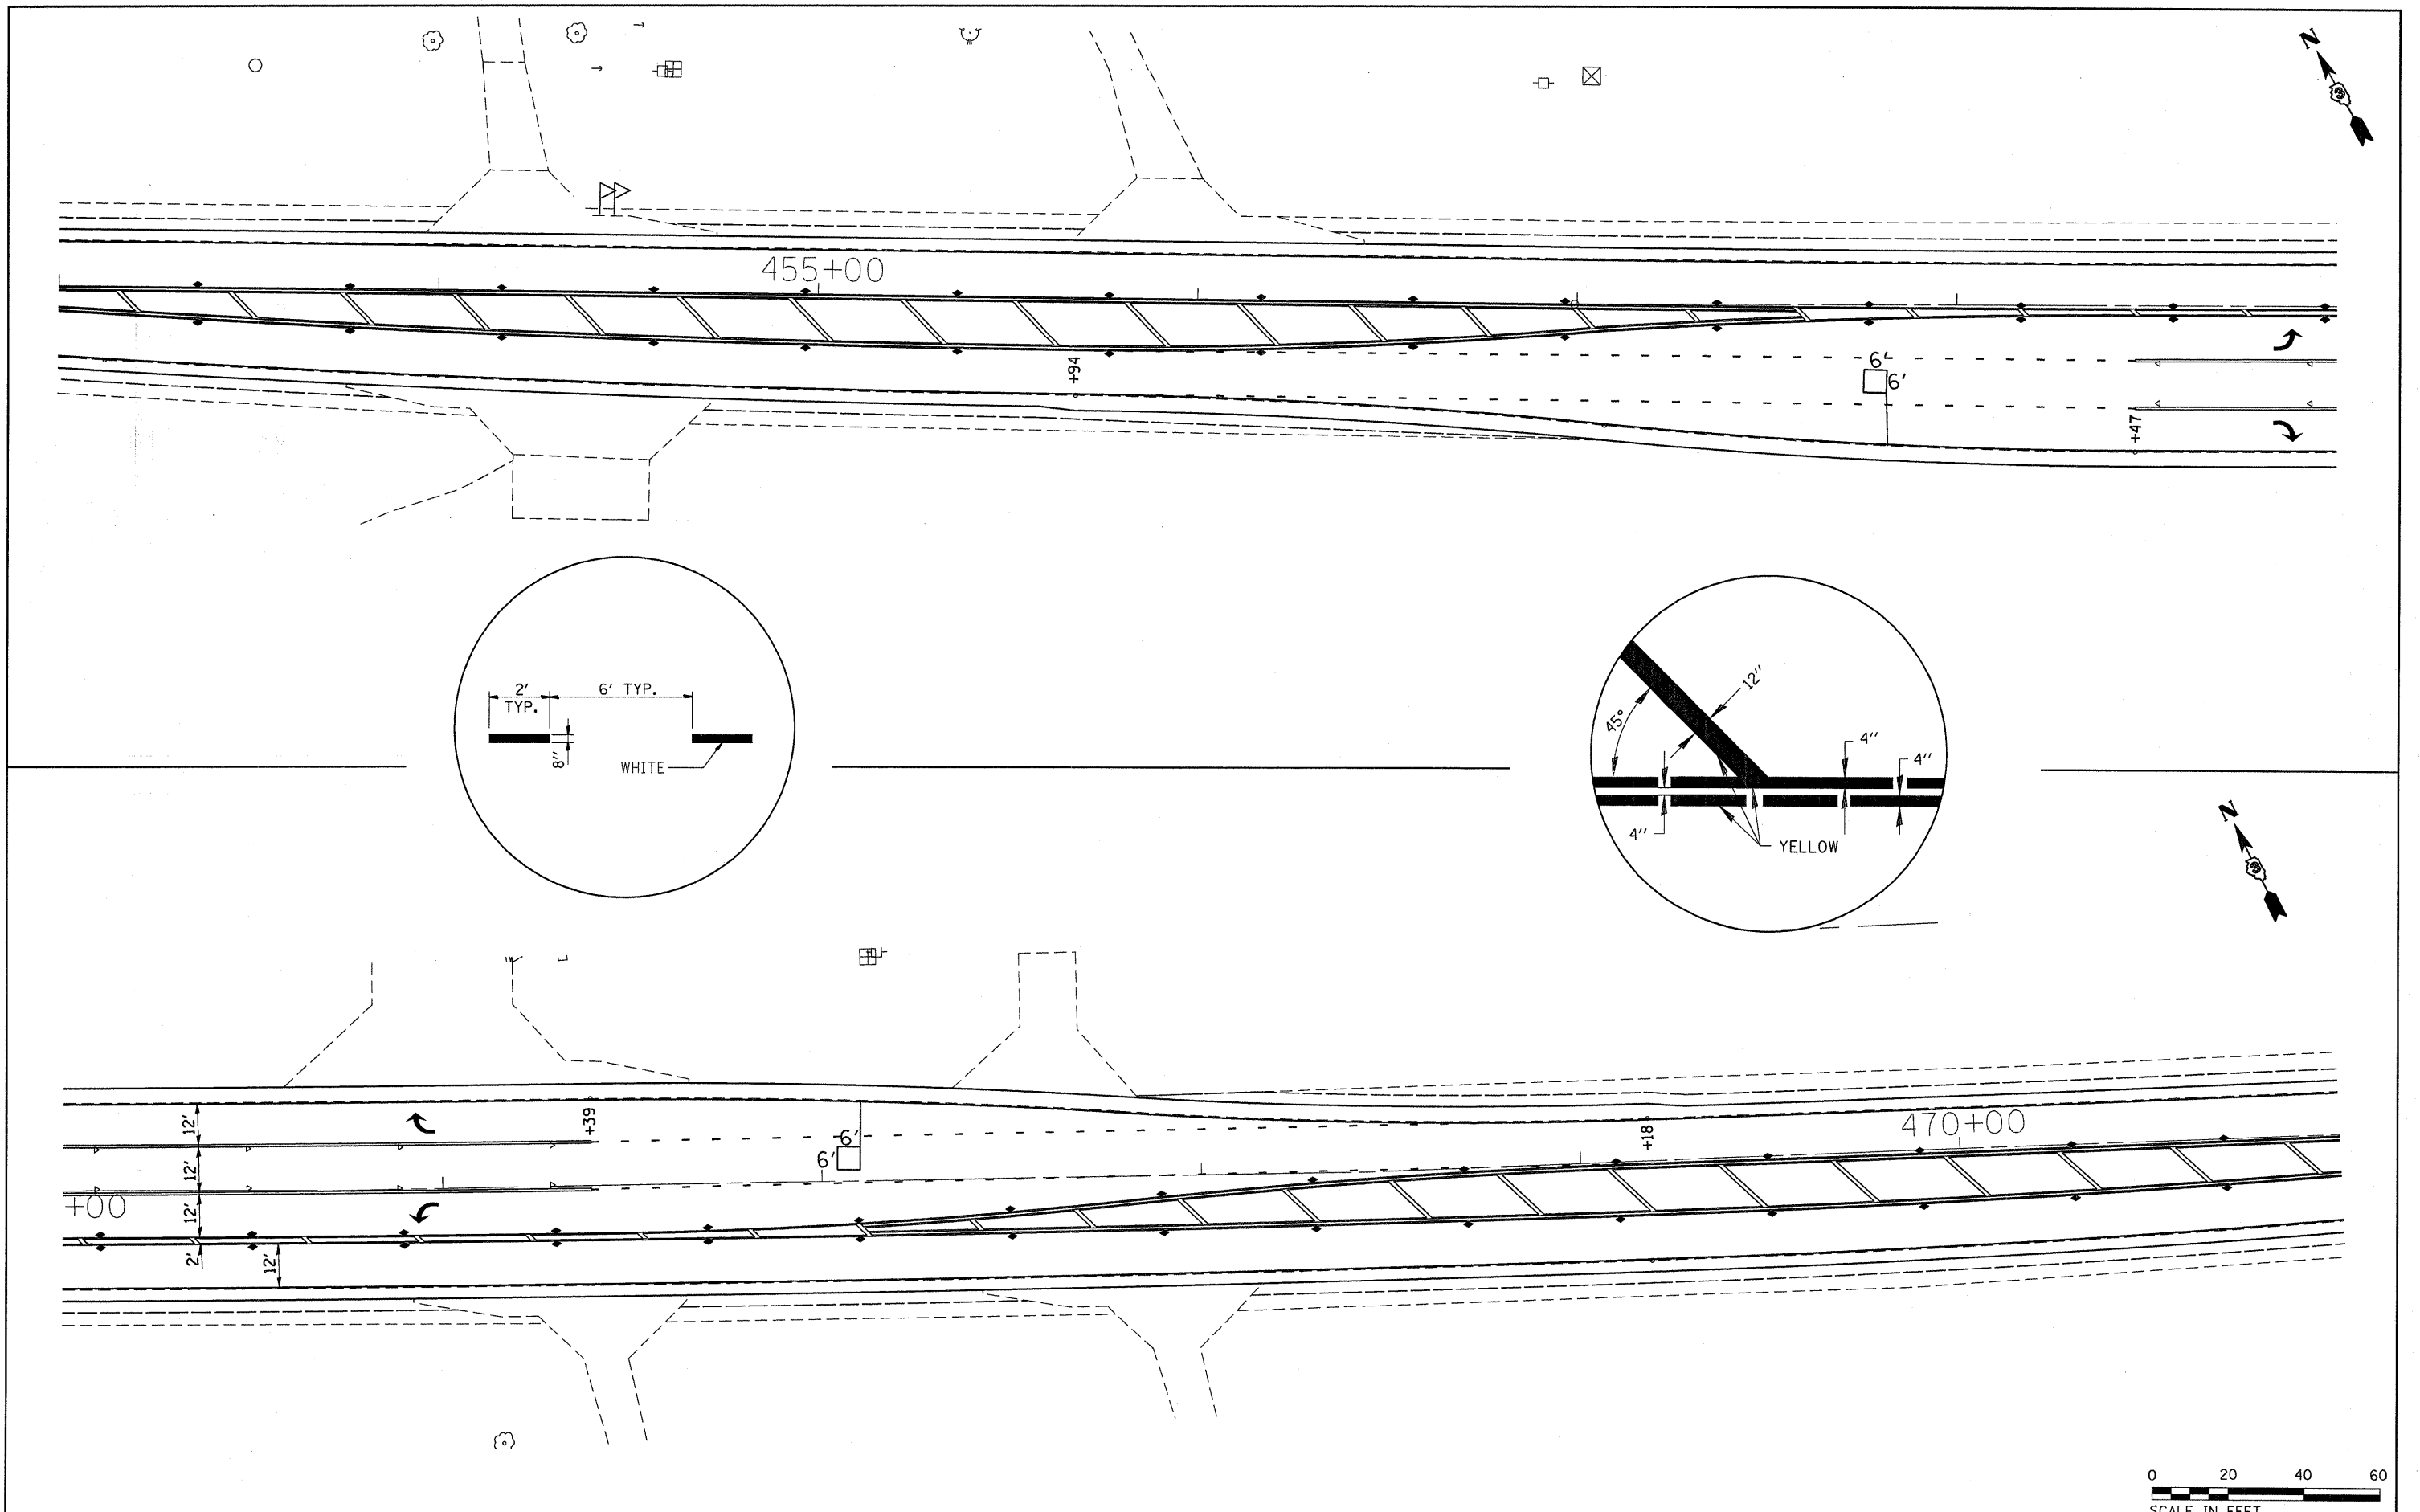 N
455+00
+94
6'
6'
+47
2' TYP.
6' TYP.
8"
WHITE
45°
12"
4"
4"
4"
YELLOW
N
+39
12'
12'
12'
2'
12'
+00
6'
6'
+18
470+00
0 20 40 60
SCALE IN FEET